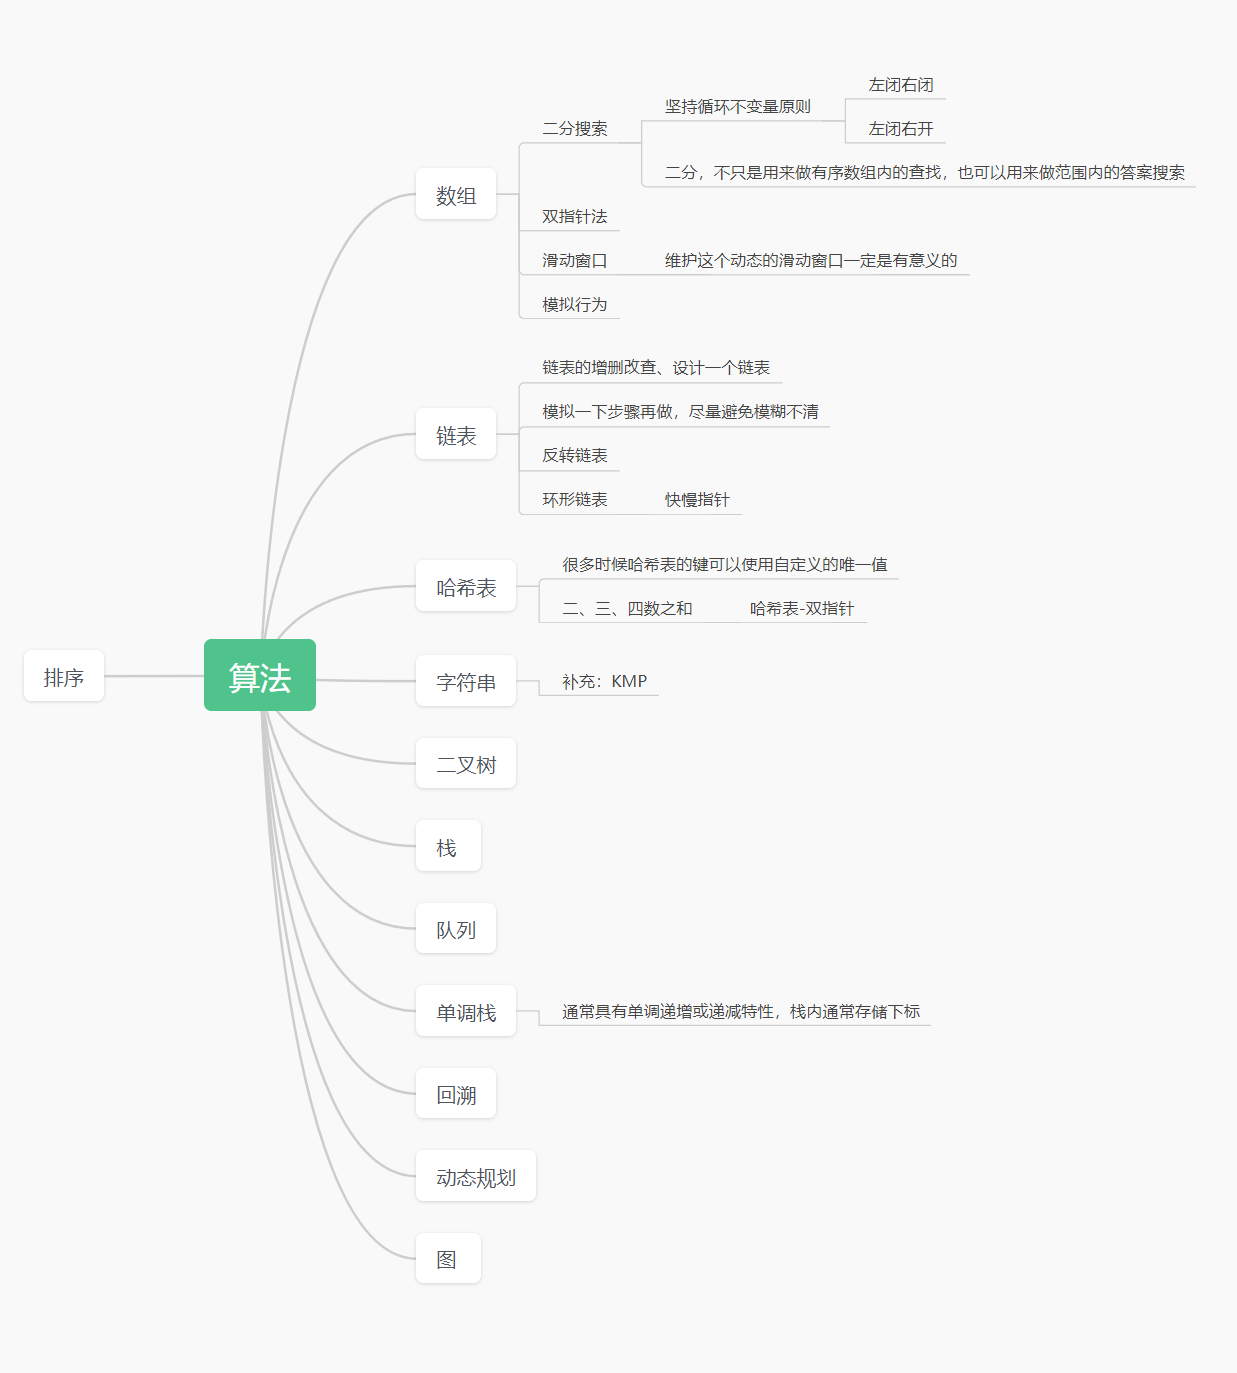 算法
数组
二分搜索
坚持循环不变量原则
左闭右闭
左闭右开
二分，不只是用来做有序数组内的查找，也可以用来做范围内的答案搜索
双指针法
滑动窗口
维护这个动态的滑动窗口一定是有意义的
模拟行为
链表
链表的增删改查、设计一个链表
模拟一下步骤再做，尽量避免模糊不清
反转链表
环形链表
快慢指针
哈希表
很多时候哈希表的键可以使用自定义的唯一值
二、三、四数之和
哈希表-双指针
字符串
补充：KMP
二叉树
栈
队列
单调栈
通常具有单调递增或递减特性，栈内通常存储下标
回溯
动态规划
图
排序